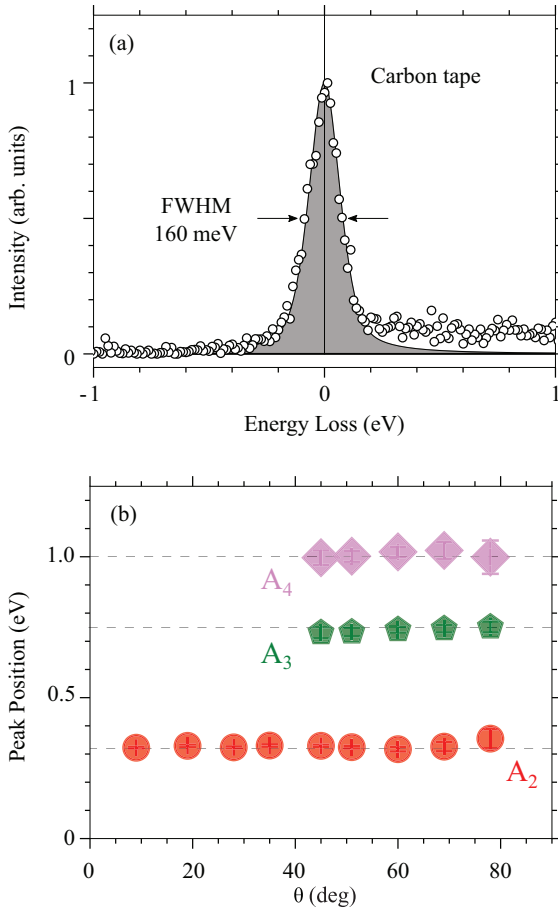 (a)
Carbon tape
1
FWHM
160 meV
0
Intensity (arb. units)
-1 0 1
Energy Loss (eV)
(b)
1.0
A4
A3
0.5
A2
0
Peak Position (eV)
0 20 40 60 80
θ (deg)